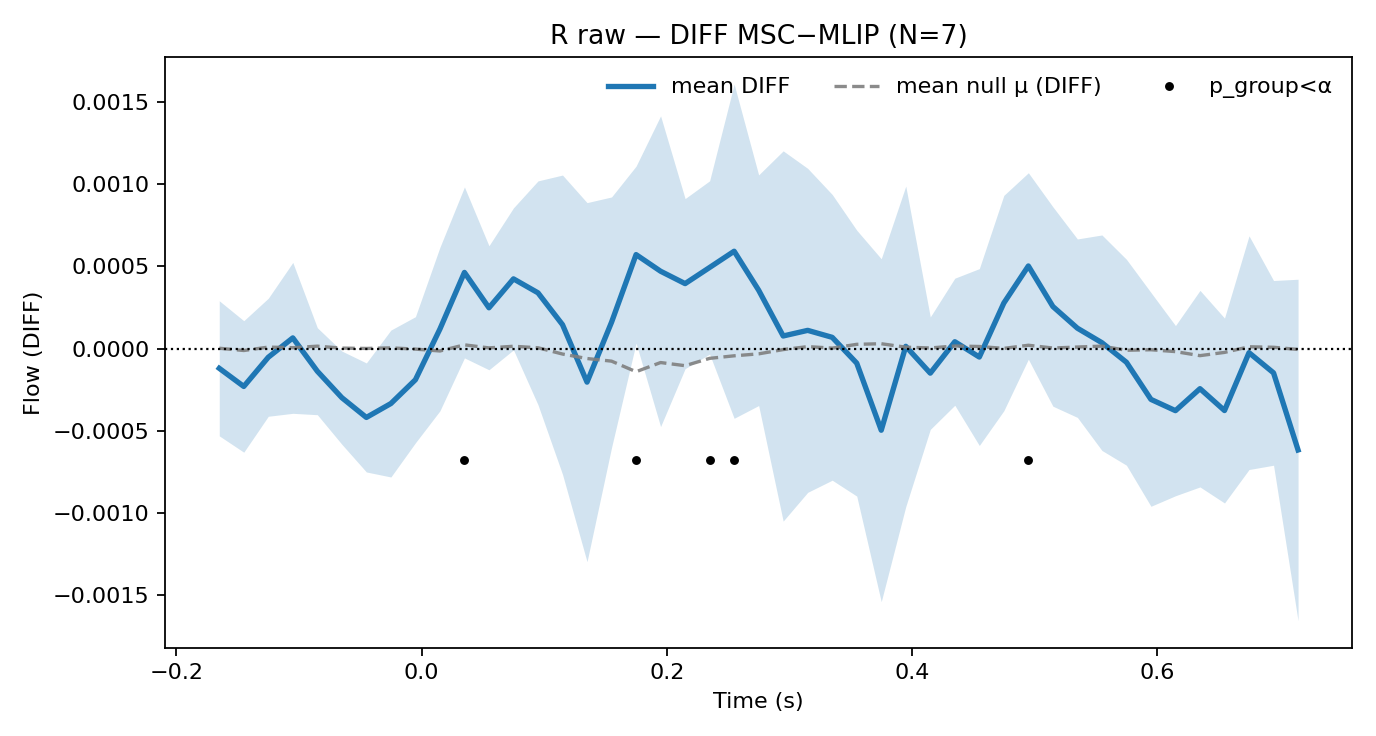 R raw — DIFF MSC−MLIP (N=7)
mean DIFF
mean null μ (DIFF)
p_group<α
Flow (DIFF)
0.0015
0.0010
0.0005
0.0000
−0.0005
−0.0010
−0.0015
−0.2
0.0
0.2
0.4
0.6
Time (s)